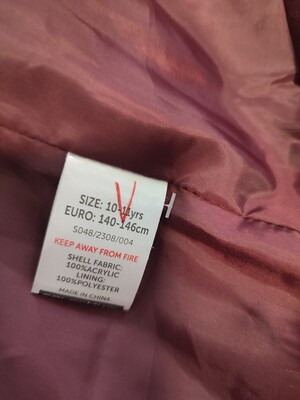 SIZE: 10-11yrs
EURO: 140-146cm
S048/2308/004
KEEP AWAY FROM FIRE
SHELL FABRIC:
100%ACRYLIC
LINING:
100%POLYESTER
MADE IN CHINA